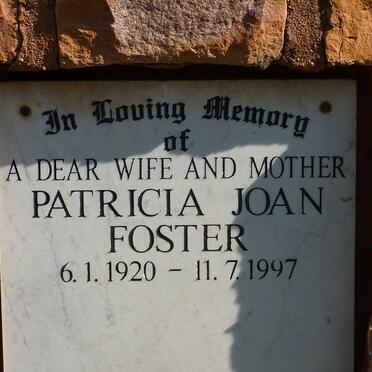 In Loving Memory
of
A DEAR WIFE AND MOTHER
PATRICIA JOAN
FOSTER
6. 1. 1920 - 11. 7. 1997